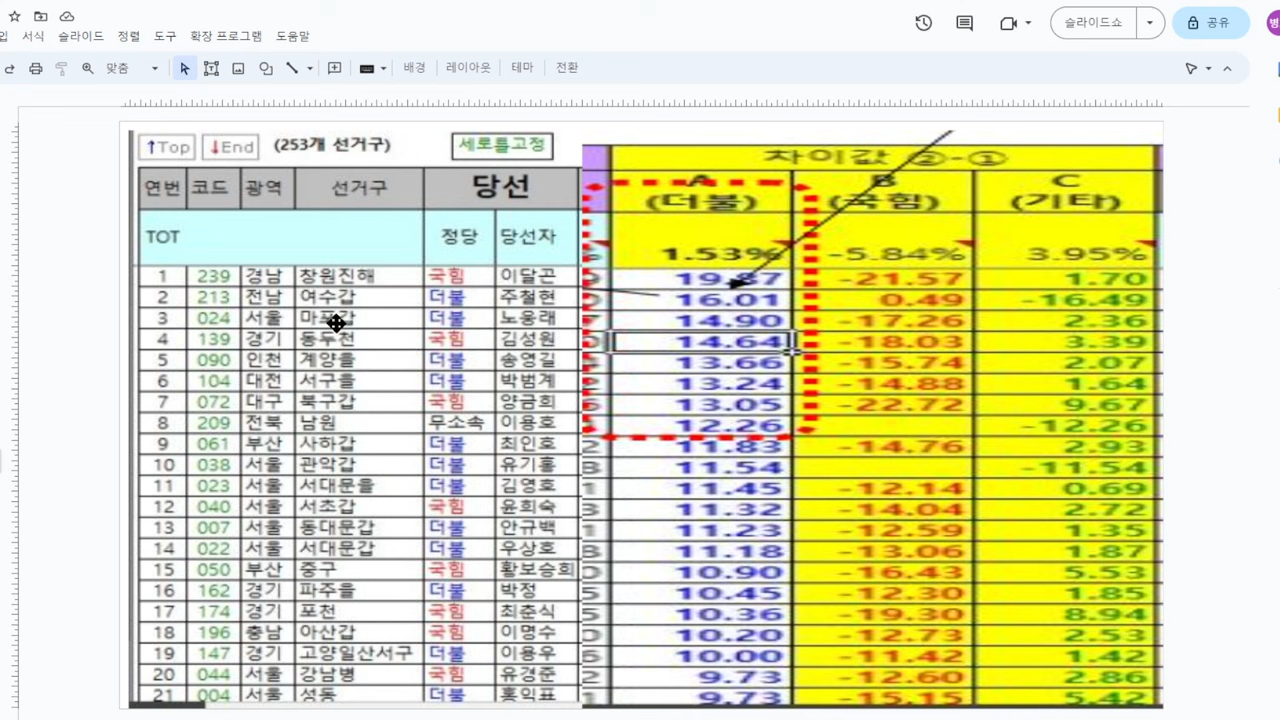 입 서식 슬라이드 정렬 도구 확장 프로그램 도움말
슬라이드쇼 공유 병
맞춤 배경 레이아웃 테마 전환
↑Top ↓End (253개 선거구) 세로틀고정
차이값 ②-①
연번 코드 광역 선거구 당선 A B C
(더불) (국힘) (기타)
TOT 정당 당선자 1.53% -5.84% 3.95%
1 239 경남 창원진해 국힘 이달곤 19.87 -21.57 1.70
2 213 전남 여수갑 더불 주철현 16.01 0.49 -16.49
3 024 서울 마포갑 더불 노웅래 14.90 -17.26 2.36
4 139 경기 동두천 국힘 김성원 14.64 -18.03 3.39
5 090 인천 계양을 더불 송영길 13.66 -15.74 2.07
6 104 대전 서구을 더불 박범계 13.24 -14.88 1.64
7 072 대구 북구갑 국힘 양금희 13.05 -22.72 9.67
8 209 전북 남원 무소속 이용호 12.26 -12.26
9 061 부산 사하갑 더불 최인호 11.83 -14.76 2.93
10 038 서울 관악갑 더불 유기홍 11.54 -11.54
11 023 서울 서대문을 더불 김영호 11.45 -12.14 0.69
12 040 서울 서초갑 국힘 윤희숙 11.32 -14.04 2.72
13 007 서울 동대문갑 더불 안규백 11.23 -12.59 1.35
14 022 서울 서대문갑 더불 우상호 11.18 -13.06 1.87
15 050 부산 중구 국힘 황보승희 10.90 -16.43 5.53
16 162 경기 파주을 더불 박정 10.45 -12.30 1.85
17 174 경기 포천 국힘 최춘식 10.36 -19.30 8.94
18 196 충남 아산갑 국힘 이명수 10.20 -12.73 2.53
19 147 경기 고양일산서구 더불 이용우 10.00 -11.42 1.42
20 044 서울 강남병 국힘 유경준 9.73 -12.60 2.86
21 004 서울 성동 더불 홍익표 9.73 -15.15 5.42